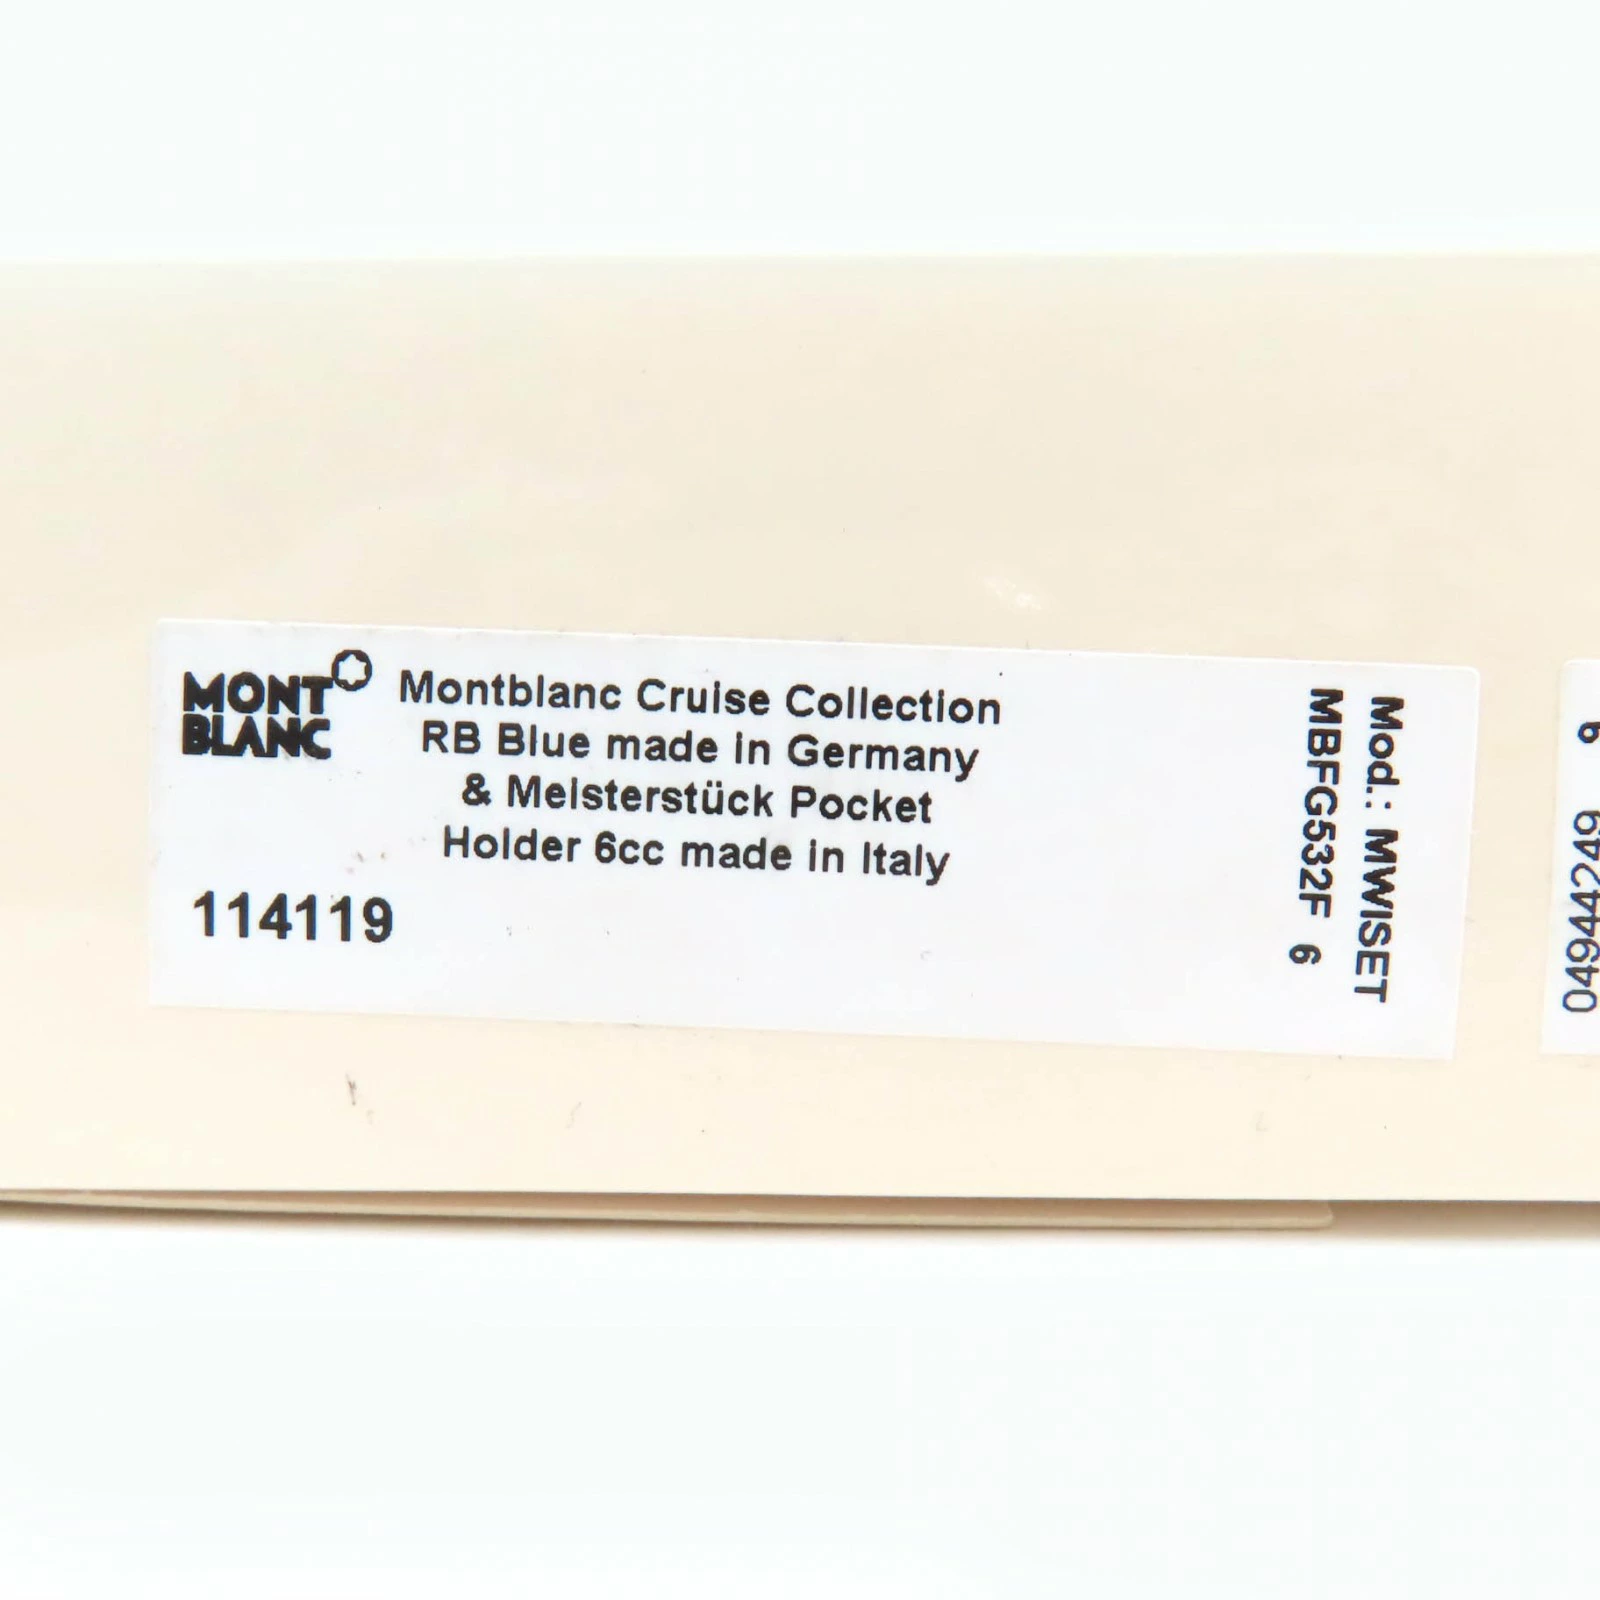 MONT
BLANC
Montblanc Cruise Collection
RB Blue made in Germany
& Meisterstück Pocket
Holder 6cc made in Italy
114119
Mod.: MWISET
MBFG532F 6
04944249